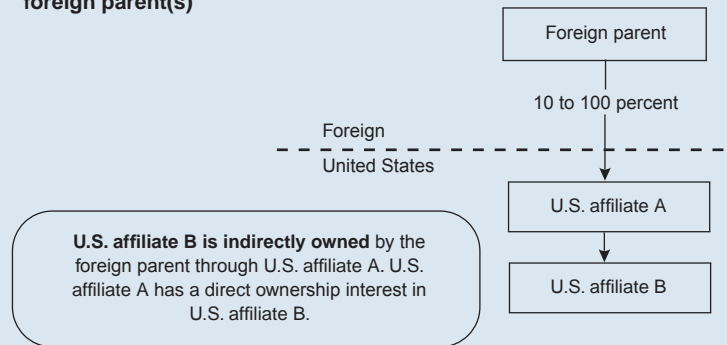 foreign parent(s)
Foreign parent
10 to 100 percent
Foreign
United States
U.S. affiliate A
U.S. affiliate B is indirectly owned by the
foreign parent through U.S. affiliate A. U.S.
affiliate A has a direct ownership interest in
U.S. affiliate B.
U.S. affiliate B